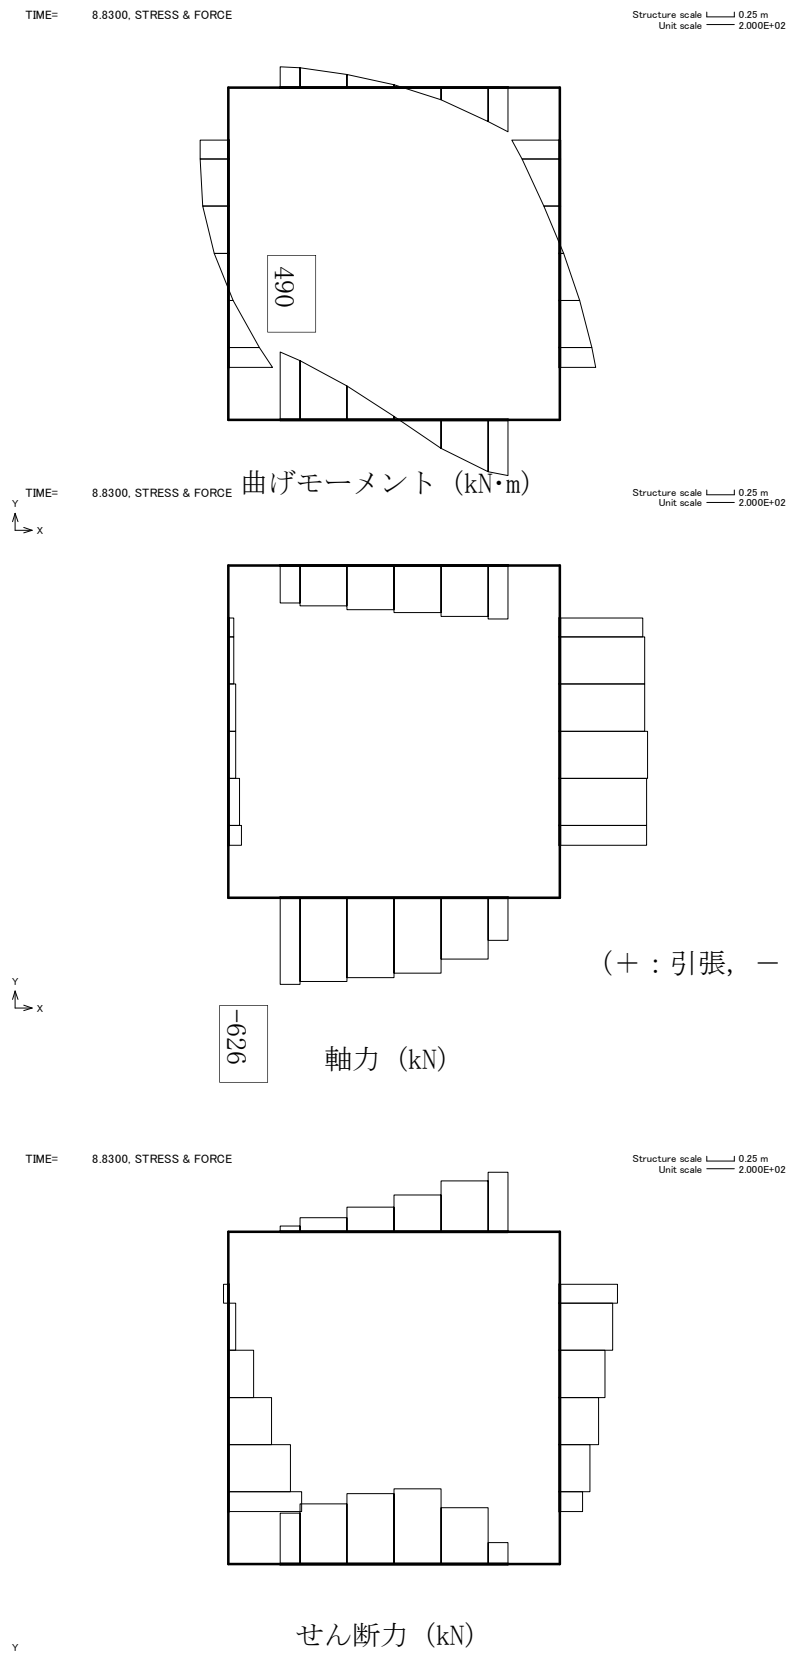 TIME= 8.8300, STRESS & FORCE
Structure scale 0.25 m
Unit scale 2.000E+02
490
曲げモーメント (kN･m)
TIME= 8.8300, STRESS & FORCE
Structure scale 0.25 m
Unit scale 2.000E+02
Y
X
(＋：引張, －
Y
X
-626
軸力 (kN)
TIME= 8.8300, STRESS & FORCE
Structure scale 0.25 m
Unit scale 2.000E+02
せん断力 (kN)
Y